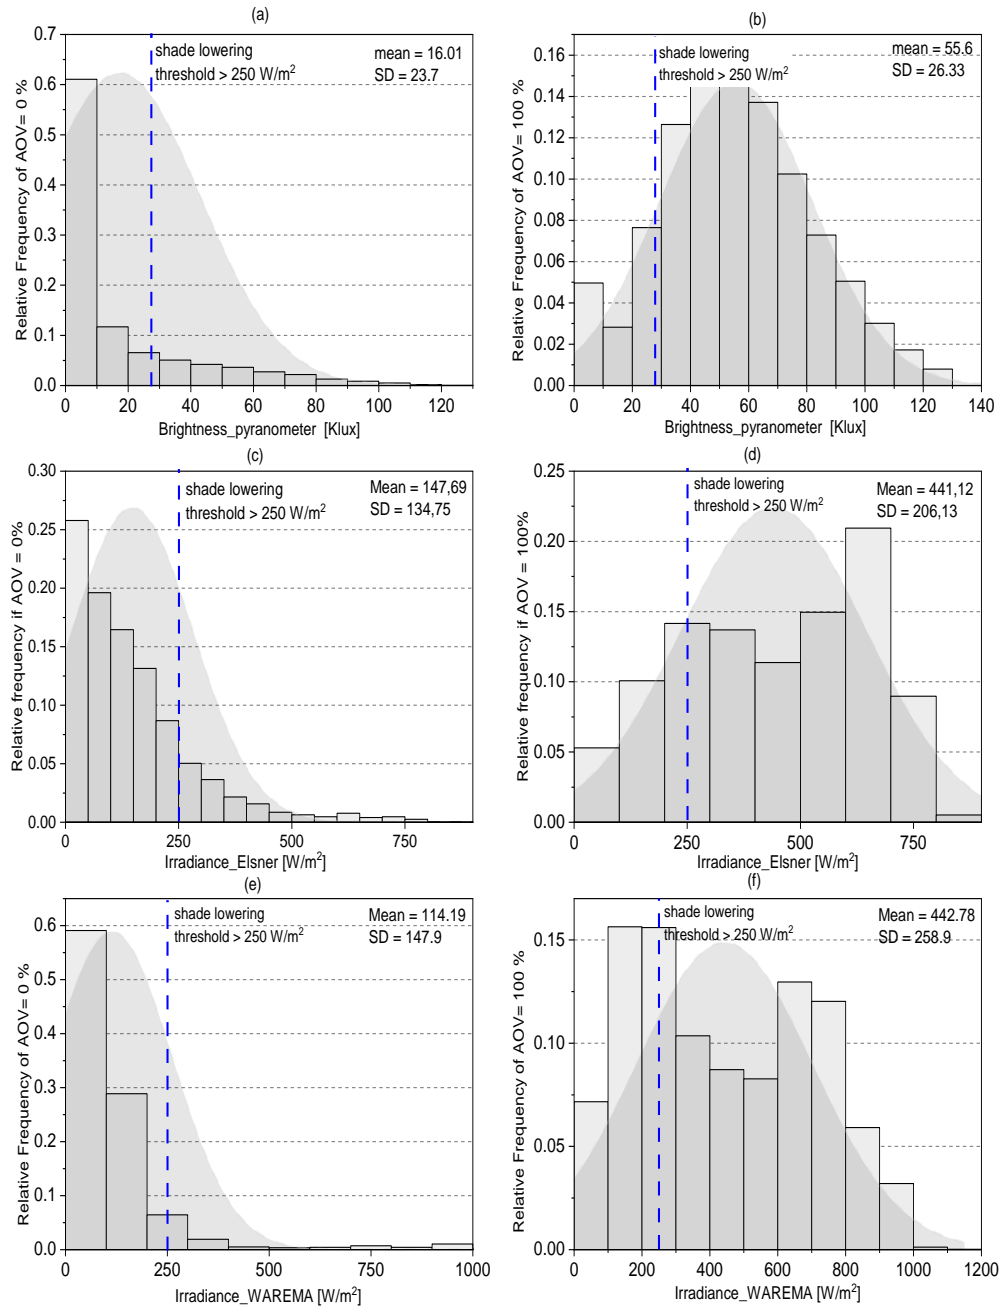 (a)
0.7
0.6
0.5
0.4
0.3
0.2
0.1
0.0
Relative Frequency of AOV= 0 %
shade lowering
threshold > 250 W/m²
mean = 16.01
SD = 23.7
0 20 40 60 80 100 120
Brightness_pyranometer [Klux]
(b)
0.16
0.14
0.12
0.10
0.08
0.06
0.04
0.02
0.00
Relative Frequency of AOV= 100 %
shade lowering
threshold > 250 W/m²
mean = 55.6
SD = 26.33
0 20 40 60 80 100 120 140
Brightness_pyranometer [Klux]
(c)
0.30
0.25
0.20
0.15
0.10
0.05
0.00
Relative frequency if AOV = 0%
shade lowering
threshold > 250 W/m²
Mean = 147,69
SD = 134,75
0 250 500 750
Irradiance_Elsner [W/m²]
(d)
0.25
0.20
0.15
0.10
0.05
0.00
Relative frequency if AOV = 100%
shade lowering
threshold > 250 W/m²
Mean = 441,12
SD = 206,13
0 250 500 750
Irradiance_Elsner [W/m²]
(e)
0.6
0.5
0.4
0.3
0.2
0.1
0.0
Relative Frequency of AOV= 0 %
shade lowering
threshold > 250 W/m²
Mean = 114.19
SD = 147.9
0 250 500 750 1000
Irradiance_WAREMA [W/m²]
(f)
0.15
0.10
0.05
0.00
Relative Frequency of AOV= 100 %
shade lowering
threshold > 250 W/m²
Mean = 442.78
SD = 258.9
0 200 400 600 800 1000 1200
Irradiance_WAREMA [W/m²]